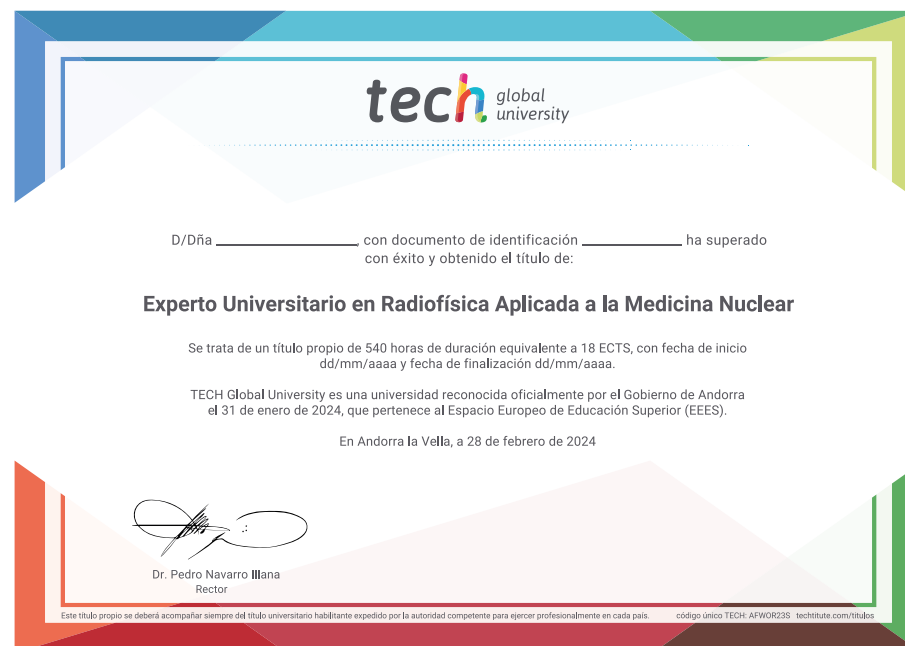 tech global university
D/Dña ____________, con documento de identificación ____________ ha superado
con éxito y obtenido el título de:
Experto Universitario en Radiofísica Aplicada a la Medicina Nuclear
Se trata de un título propio de 540 horas de duración equivalente a 18 ECTS, con fecha de inicio
dd/mm/aaaa y fecha de finalización dd/mm/aaaa.
TECH Global University es una universidad reconocida oficialmente por el Gobierno de Andorra
el 31 de enero de 2024, que pertenece al Espacio Europeo de Educación Superior (EEES).
En Andorra la Vella, a 28 de febrero de 2024
Dr. Pedro Navarro Illana
Rector
Este título propio se deberá acompañar siempre del título universitario habilitante expedido por la autoridad competente para ejercer profesionalmente en cada país. código único TECH: AFWOR23S techtitute.com/titulos